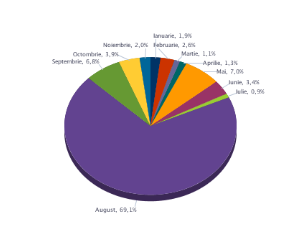 Ianuarie, 1,9%
Noiembrie, 2,0%
Februarie, 2,6%
Octombrie, 3,9%
Martie, 1,1%
Septembrie, 6,8%
Aprilie, 1,3%
Mai, 7,0%
Iunie, 3,4%
Iulie, 0,9%
August, 69,1%